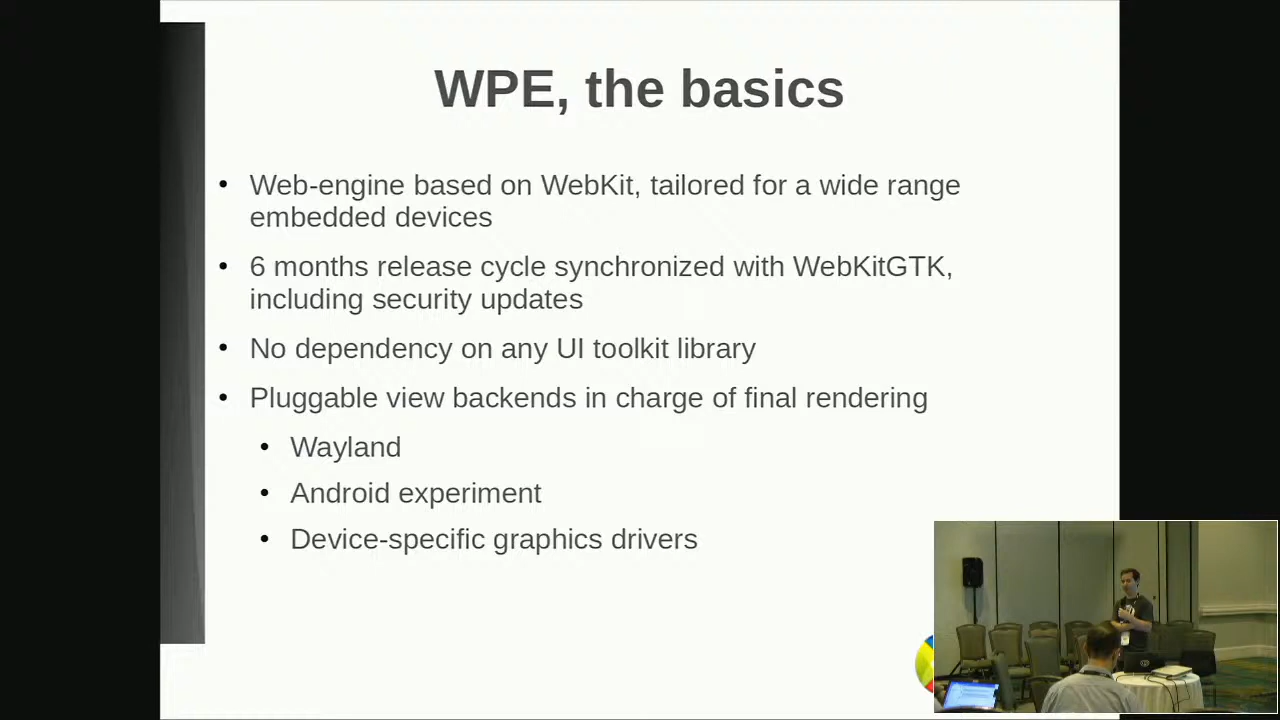 WPE, the basics
• Web-engine based on WebKit, tailored for a wide range
embedded devices
• 6 months release cycle synchronized with WebKitGTK,
including security updates
• No dependency on any UI toolkit library
• Pluggable view backends in charge of final rendering
• Wayland
• Android experiment
• Device-specific graphics drivers